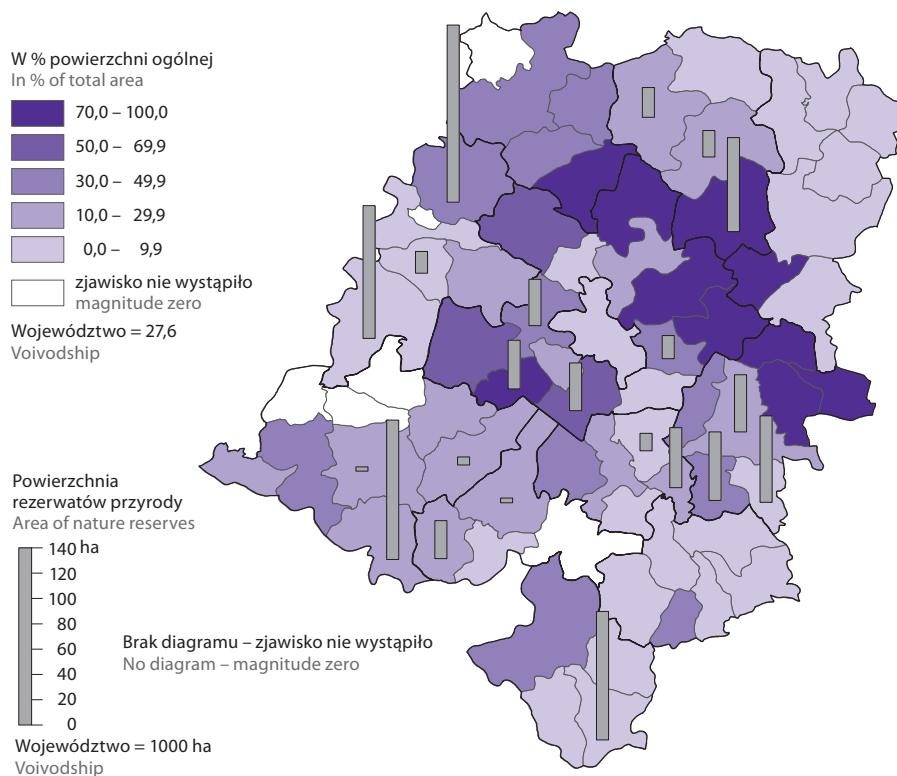 W % powierzchni ogólnej
In % of total area
70,0 – 100,0
50,0 – 69,9
30,0 – 49,9
10,0 – 29,9
0,0 – 9,9
zjawisko nie wystąpiło
magnitude zero
Województwo = 27,6
Voivodship
Powierzchnia
rezerwatów przyrody
Area of nature reserves
140 ha
120
100
80
60
40
20
0
Województwo = 1000 ha
Voivodship
Brak diagramu – zjawisko nie wystąpiło
No diagram – magnitude zero